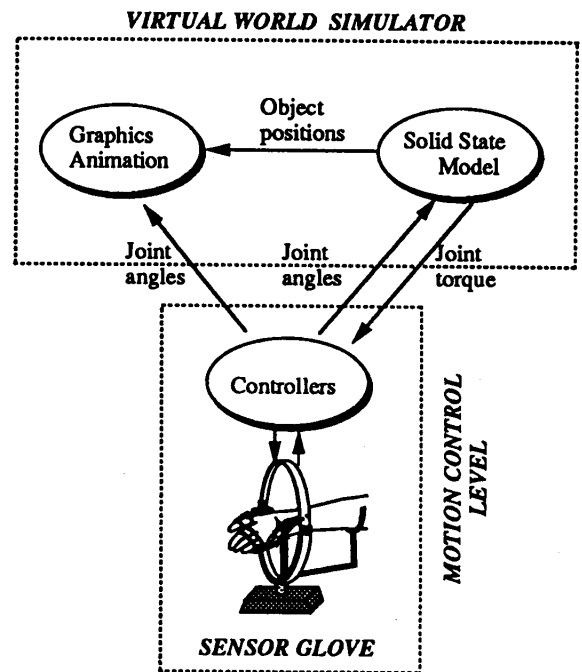 VIRTUAL WORLD SIMULATOR
Object
positions
Graphics
Animation
Solid State
Model
Joint
angles
Joint
angles
Joint
torque
Controllers
MOTION CONTROL
LEVEL
SENSOR GLOVE